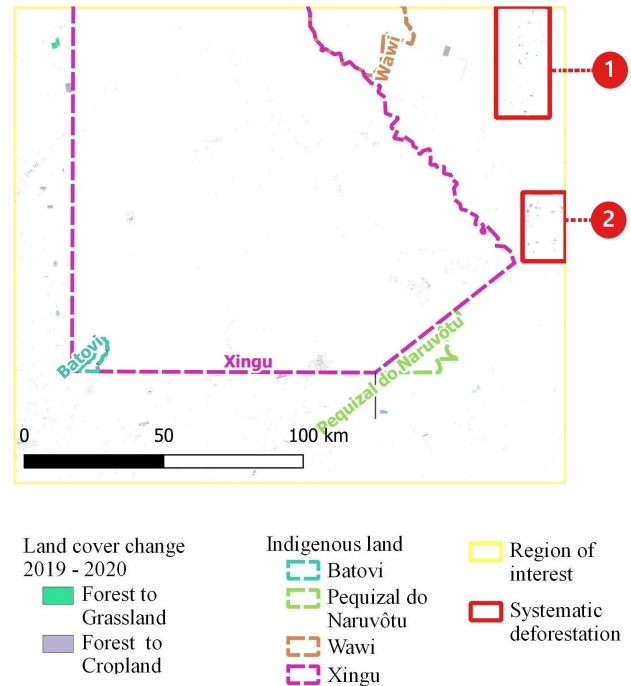 Wawi
1
2
Batovi
Xingu
Pequizal do Naruvôtu
0 50 100 km
Land cover change
2019 - 2020
Forest to
Grassland
Forest to
Cropland
Indigenous land
Batovi
Pequizal do
Naruvôtu
Wawi
Xingu
Region of
interest
Systematic
deforestation